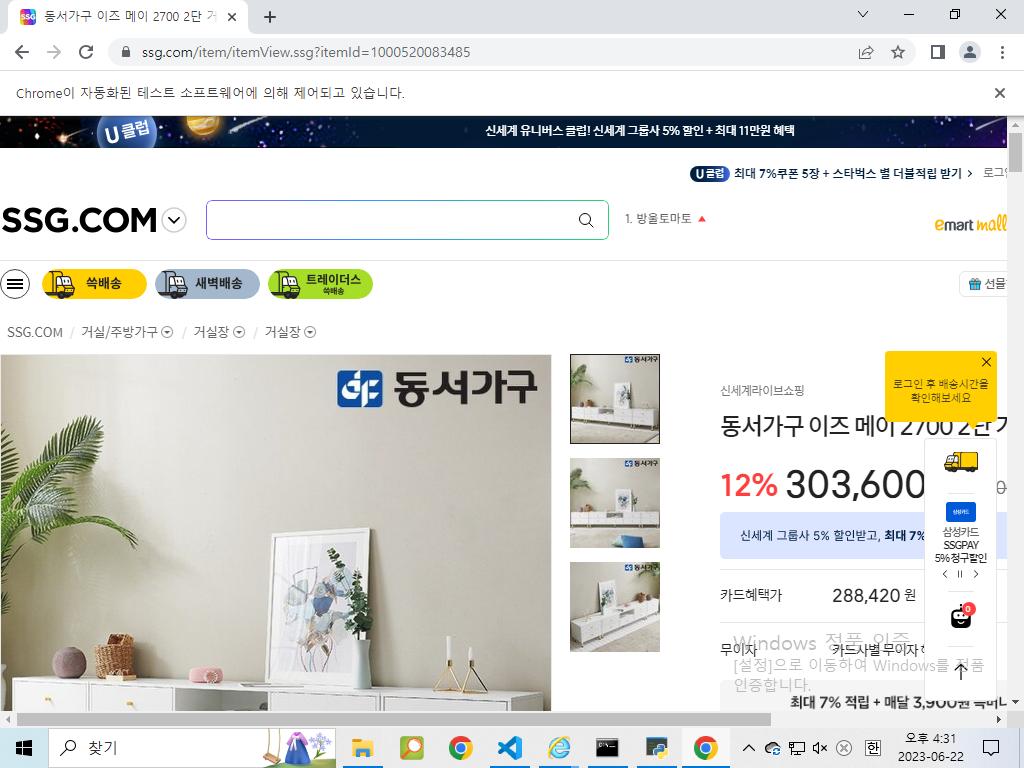 동서가구 이즈 메이 2700 2단
ssg.com/item/itemView.ssg?itemId=1000520083485
Chrome이 자동화된 테스트 소프트웨어에 의해 제어되고 있습니다.
U 클럽
신세계 유니버스 클럽! 신세계 그룹사 5% 할인 + 최대 11만원 혜택
U 클럽 최대 7%쿠폰 5장 + 스타벅스 별 더블적립 받기
SSG.COM
1. 방울토마토
emart mall
쓱배송
새벽배송
트레이더스
쓱배송
선물
SSG.COM / 거실/주방가구 / 거실장 / 거실장
동서가구
로그인 후 배송시간을
확인해보세요
신세계라이브쇼핑
동서가구 이즈 메이 2700 2단
12% 303,600
삼성카드
삼성카드
SSGPAY
5% 청구할인
신세계 그룹사 5% 할인받고, 최대 7%
카드혜택가 288,420 원
0
무이자 카드사별 무이자
Windows 정품 인증
[설정]으로 이동하여 Windows를 정품
인증합니다.
최대 7% 적립 + 매달 3,900원
찾기
한
오후 4:31
2023-06-22